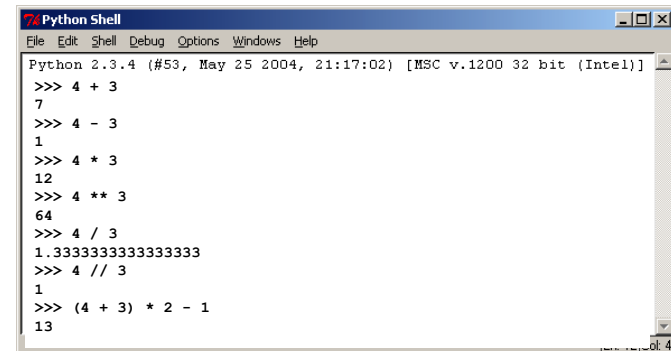 Python Shell
File Edit Shell Debug Options Windows Help
Python 2.3.4 (#53, May 25 2004, 21:17:02) [MSC v.1200 32 bit (Intel)]
>>> 4 + 3
7
>>> 4 - 3
1
>>> 4 * 3
12
>>> 4 ** 3
64
>>> 4 / 3
1.3333333333333333
>>> 4 // 3
1
>>> (4 + 3) * 2 - 1
13